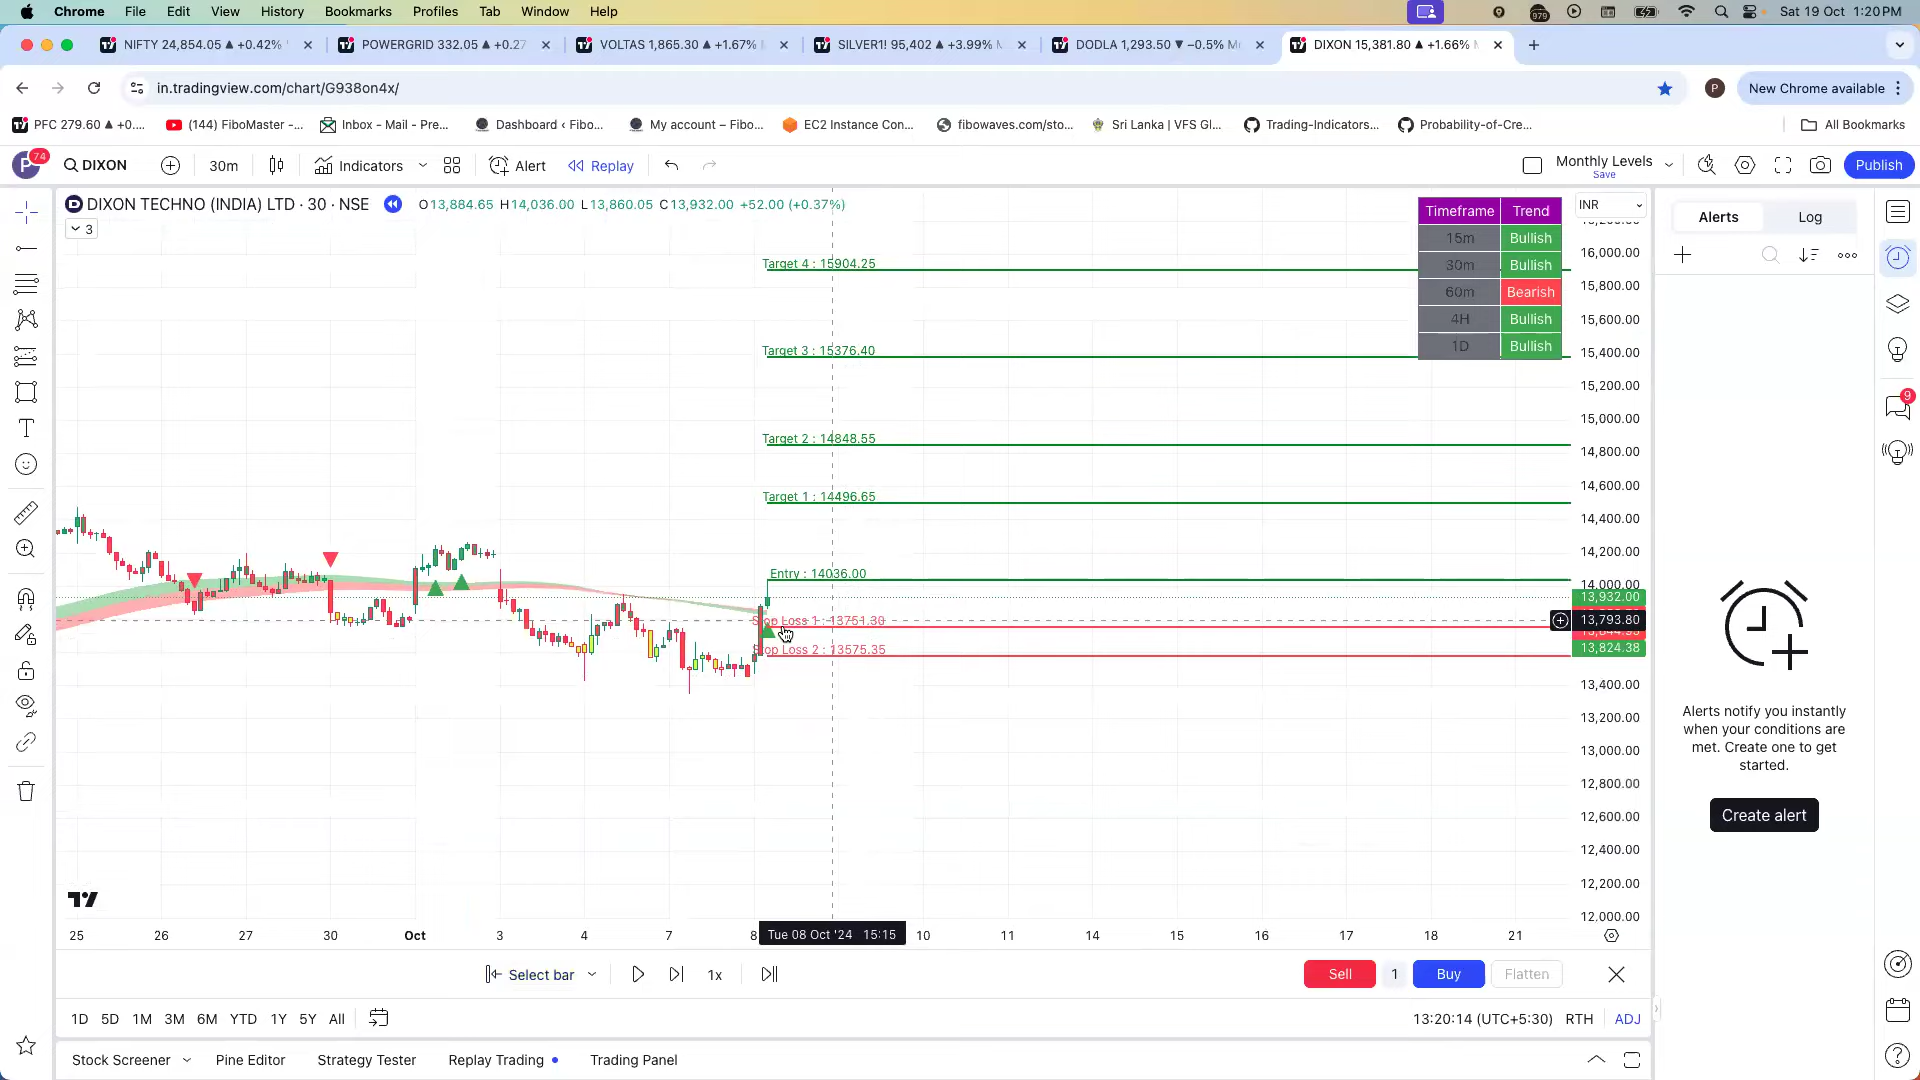 Chrome File Edit View History Bookmarks Profiles Tab Window Help
979
Sat 19 Oct 1:20 PM
NIFTY 24,854.05 ▲ +0.42%
POWERGRID 332.05 ▲ +0.27
VOLTAS 1,865.30 ▲ +1.67%
SILVER1! 95,402 ▲ +3.99%
DODLA 1,293.50 ▼ −0.5%
DIXON 15,381.80 ▲ +1.66%
in.tradingview.com/chart/G938on4x/
P
New Chrome available
PFC 279.60 ▲ +0....
(144) FiboMaster -...
Inbox - Mail - Pre...
Dashboard ‹ Fibo...
My account – Fibo...
EC2 Instance Con...
fibowaves.com/sto...
Sri Lanka | VFS Gl...
Trading-Indicators...
Probability-of-Cre...
All Bookmarks
P
74
DIXON
30m
Indicators
Alert
Replay
Monthly Levels
Save
Publish
DIXON TECHNO (INDIA) LTD · 30 · NSE
O13,884.65 H14,036.00 L13,860.05 C13,932.00 +52.00 (+0.37%)
3
Timeframe Trend
15m Bullish
30m Bullish
60m Bearish
4H Bullish
1D Bullish
INR
Target 4 : 15904.25
Target 3 : 15376.40
Target 2 : 14848.55
Target 1 : 14496.65
Entry : 14036.00
Stop Loss 1 : 13751.30
Stop Loss 2 : 13575.35
16,000.00
15,800.00
15,600.00
15,400.00
15,200.00
15,000.00
14,800.00
14,600.00
14,400.00
14,200.00
14,000.00
13,932.00
13,793.80
13,824.38
13,400.00
13,200.00
13,000.00
12,800.00
12,600.00
12,400.00
12,200.00
12,000.00
25 26 27 30 Oct 3 4 7 8
Tue 08 Oct '24 15:15
10 11 14 15 16 17 18 21
Alerts
Log
Alerts notify you instantly
when your conditions are
met. Create one to get
started.
Create alert
9
Select bar
1x
Sell
1
Buy
Flatten
1D 5D 1M 3M 6M YTD 1Y 5Y All
13:20:14 (UTC+5:30)
RTH
ADJ
Stock Screener
Pine Editor
Strategy Tester
Replay Trading
Trading Panel